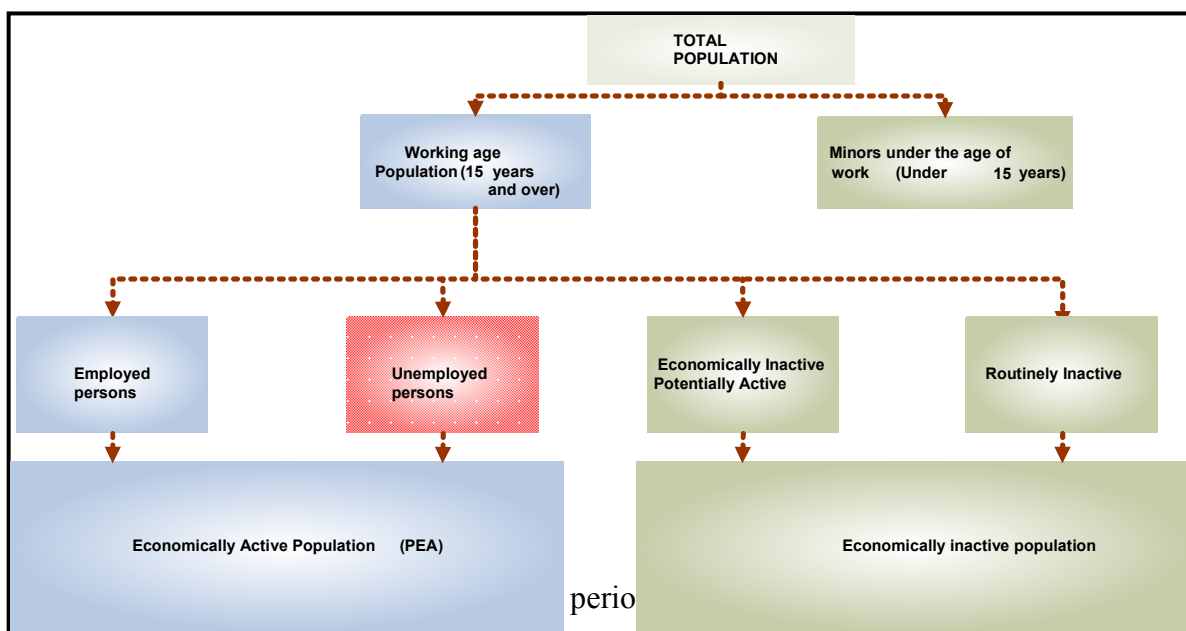 TOTAL
POPULATION
Working age
Population (15 years
and over)
Minors under the age of
work (Under 15 years)
Employed
persons
Unemployed
persons
Economically Inactive
Potentially Active
Routinely Inactive
Economically Active Population (PEA)
Economically inactive population
perio